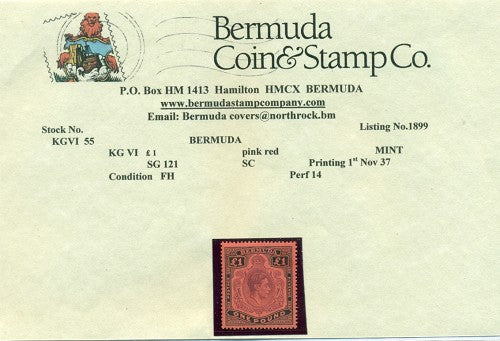 Bermuda
Coin&Stamp Co.
P.O. Box HM 1413 Hamilton HMCX BERMUDA
www.bermudastampcompany.com
Email: Bermuda covers@northrock.bm
Stock No. Listing No.1899
KGVI 55 BERMUDA
KG VI £1 pink red MINT
SG 121 SC Printing 1st Nov 37
Condition FH Perf 14
BERMUDA
£1 £1
ONE POUND